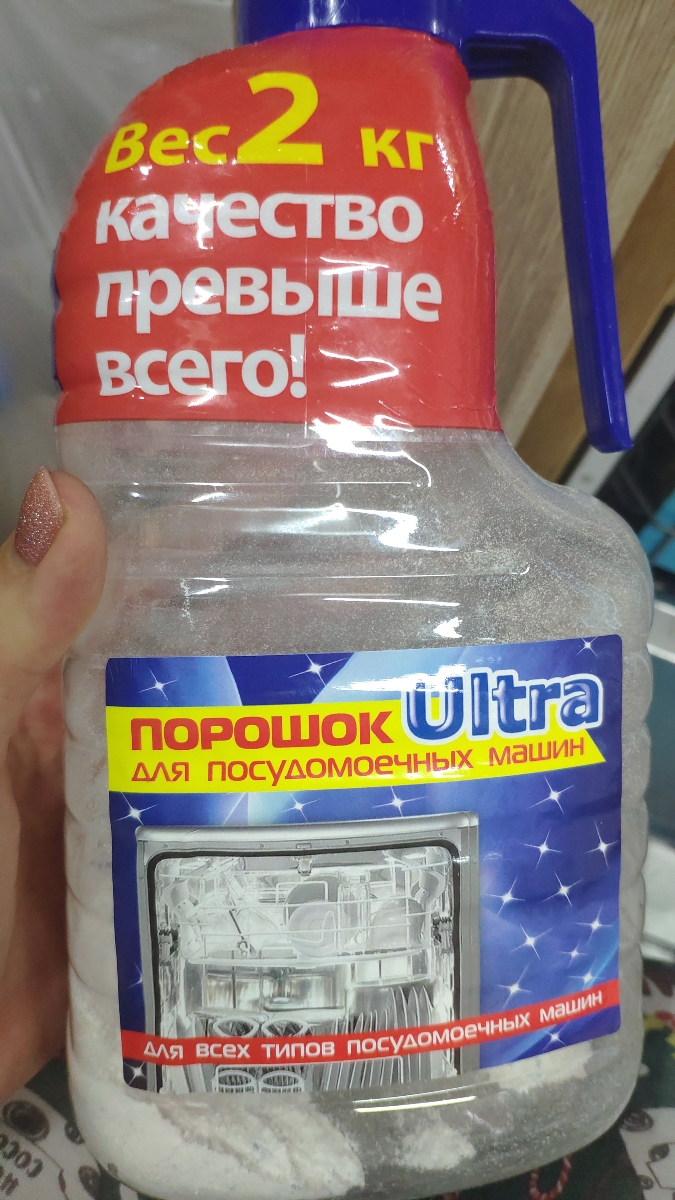 Вес 2 кг
качество
превыше
всего!
ПОРОШОК Ultra
для посудомоечных машин
для всех типов посудомоечных машин